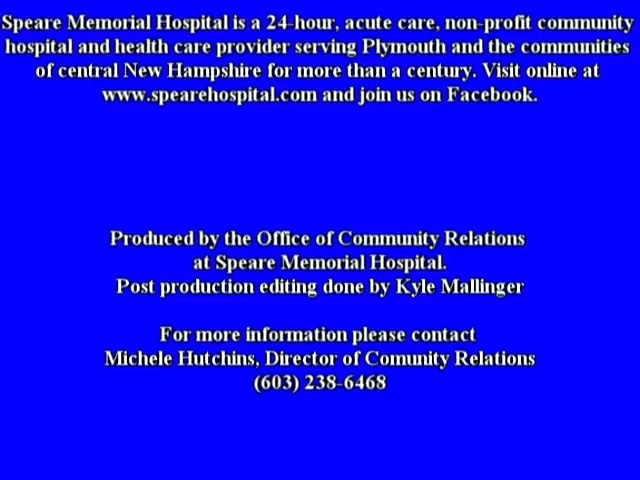 Speare Memorial Hospital is a 24-hour, acute care, non-profit community
hospital and health care provider serving Plymouth and the communities
of central New Hampshire for more than a century. Visit online at
www.spearehospital.com and join us on Facebook.
Produced by the Office of Community Relations
at Speare Memorial Hospital.
Post production editing done by Kyle Mallinger
For more information please contact
Michele Hutchins, Director of Comunity Relations
(603) 238-6468